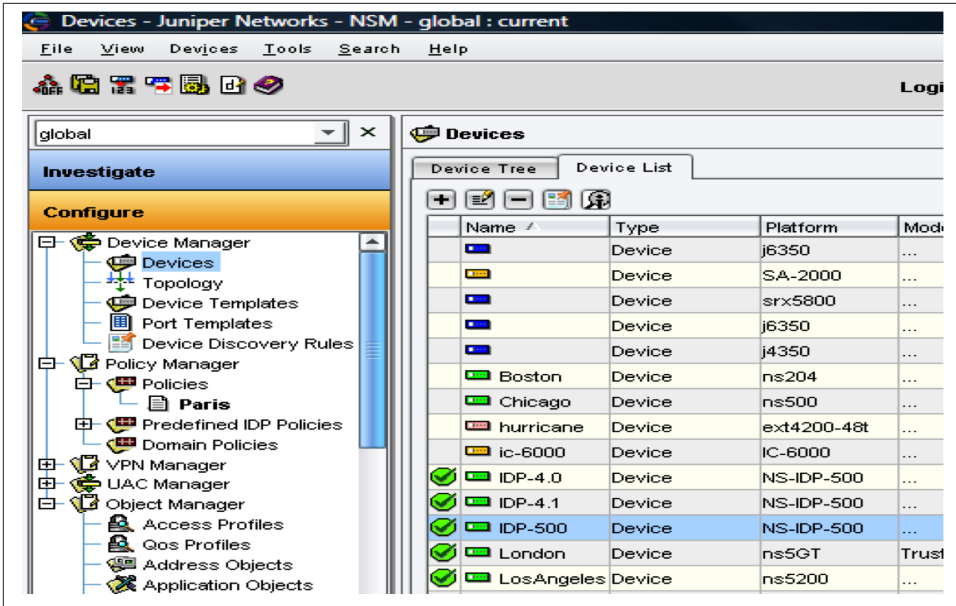 Devices - Juniper Networks - NSM - global : current
File View Devices Tools Search Help
OFF 123
Logi
global
Devices
Investigate
Device Tree Device List
Configure
Name Type Platform Mod
Device Manager
Devices
Topology
Device Templates
Port Templates
Device Discovery Rules
Policy Manager
Policies
Paris
Predefined IDP Policies
Domain Policies
VPN Manager
UAC Manager
Object Manager
Access Profiles
Qos Profiles
Address Objects
Application Objects
Device j6350 ...
Device SA-2000 ...
Device srx5800 ...
Device j6350 ...
Device j4350 ...
Boston Device ns204 ...
Chicago Device ns500 ...
hurricane Device ext4200-48t ...
ic-6000 Device IC-6000 ...
IDP-4.0 Device NS-IDP-500 ...
IDP-4.1 Device NS-IDP-500 ...
IDP-500 Device NS-IDP-500 ...
London Device ns5GT Trust
LosAngeles Device ns5200 ...